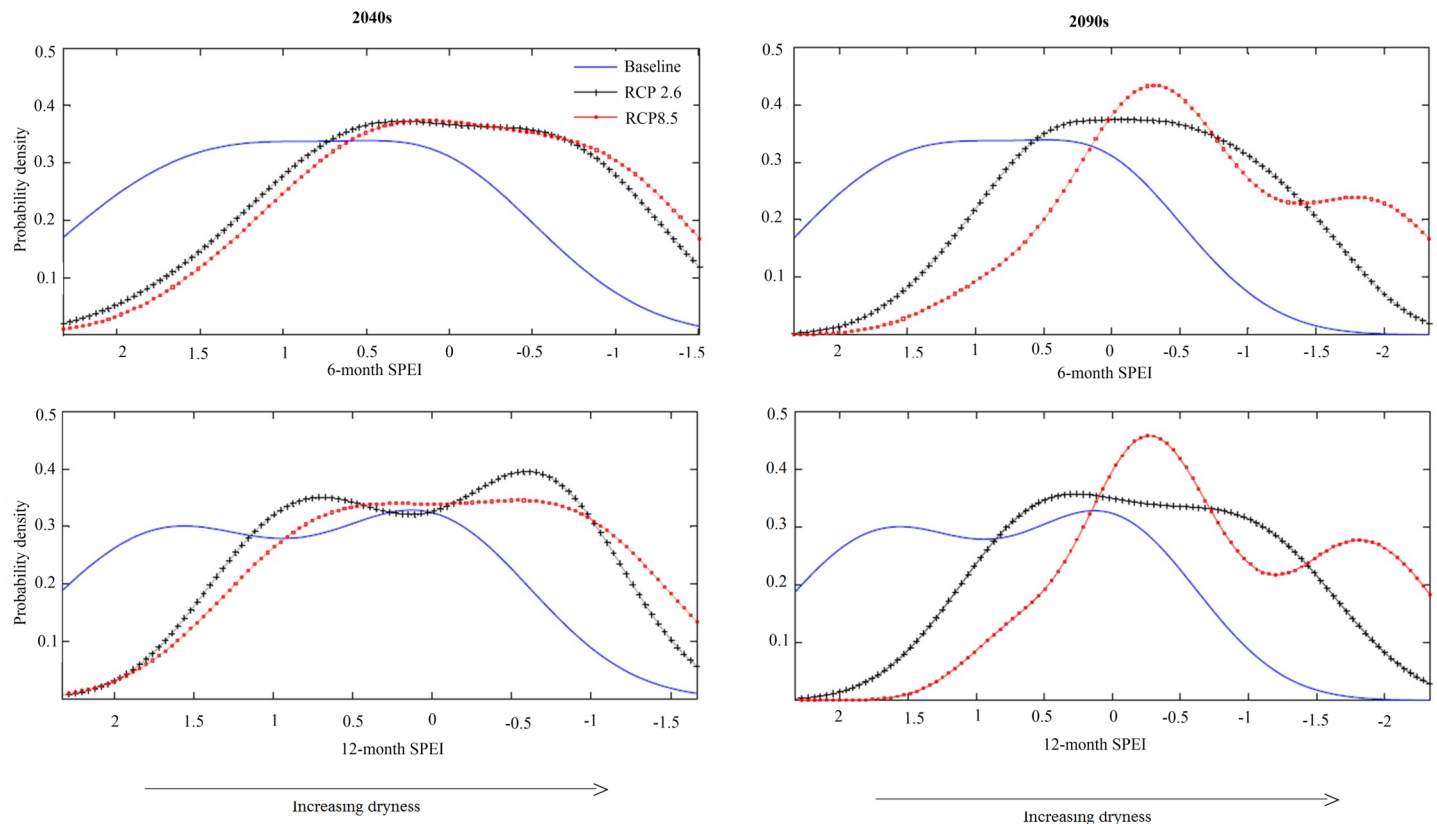 2040s
2090s
0.5
0.4
0.3
0.2
0.1
Probability density
Baseline
RCP 2.6
RCP8.5
2 1.5 1 0.5 0 -0.5 -1 -1.5
6-month SPEI
0.5
0.4
0.3
0.2
0.1
2 1.5 1 0.5 0 -0.5 -1 -1.5 -2
6-month SPEI
0.5
0.4
0.3
0.2
0.1
Probability density
2 1.5 1 0.5 0 -0.5 -1 -1.5
12-month SPEI
Increasing dryness
0.5
0.4
0.3
0.2
0.1
2 1.5 1 0.5 0 -0.5 -1 -1.5 -2
12-month SPEI
Increasing dryness